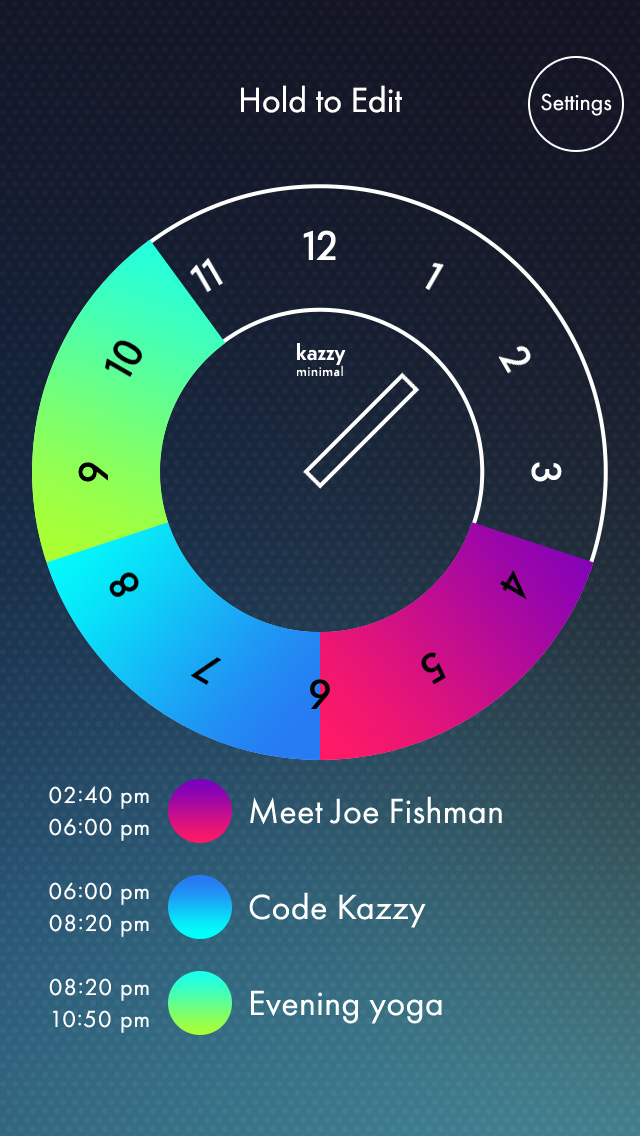 Hold to Edit
Settings
12
1
2
3
4
5
6
7
8
9
10
11
kazzy
minimal
02:40 pm
06:00 pm
Meet Joe Fishman
06:00 pm
08:20 pm
Code Kazzy
08:20 pm
10:50 pm
Evening yoga